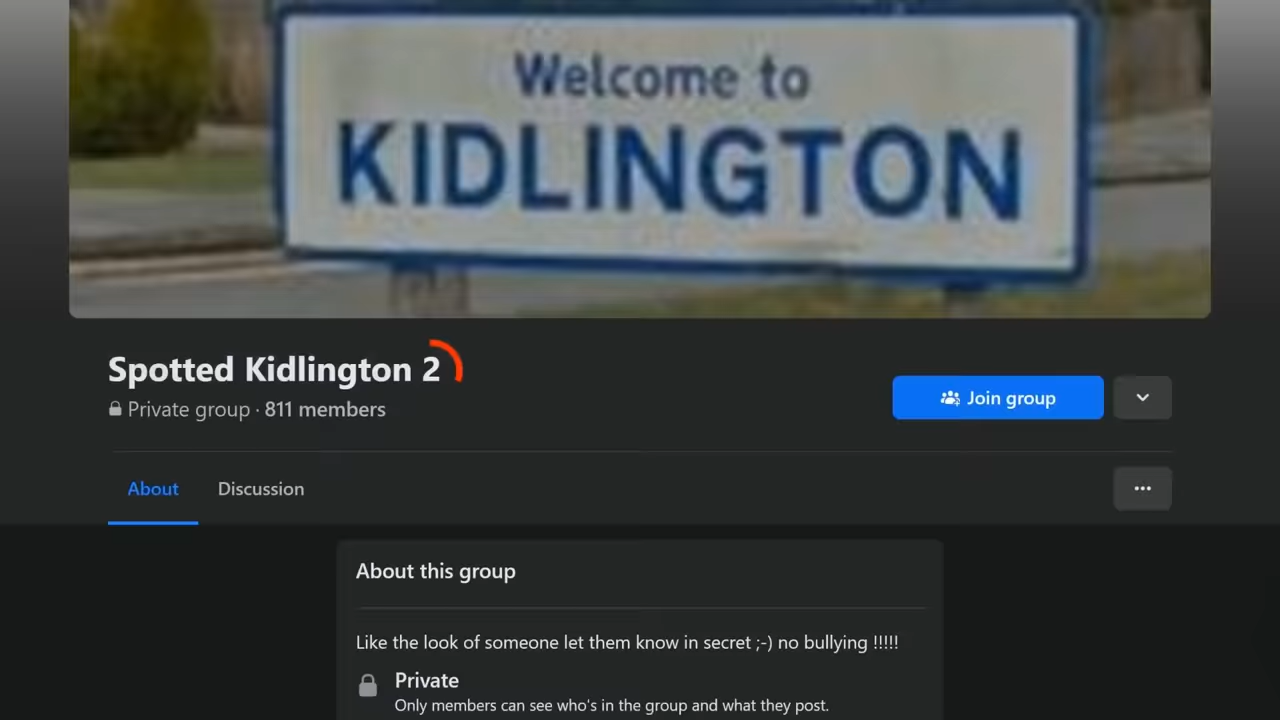 Welcome to
KIDLINGTON
Spotted Kidlington 2
Private group · 811 members
Join group
About
Discussion
About this group
Like the look of someone let them know in secret ;-) no bullying !!!!!
Private
Only members can see who's in the group and what they post.